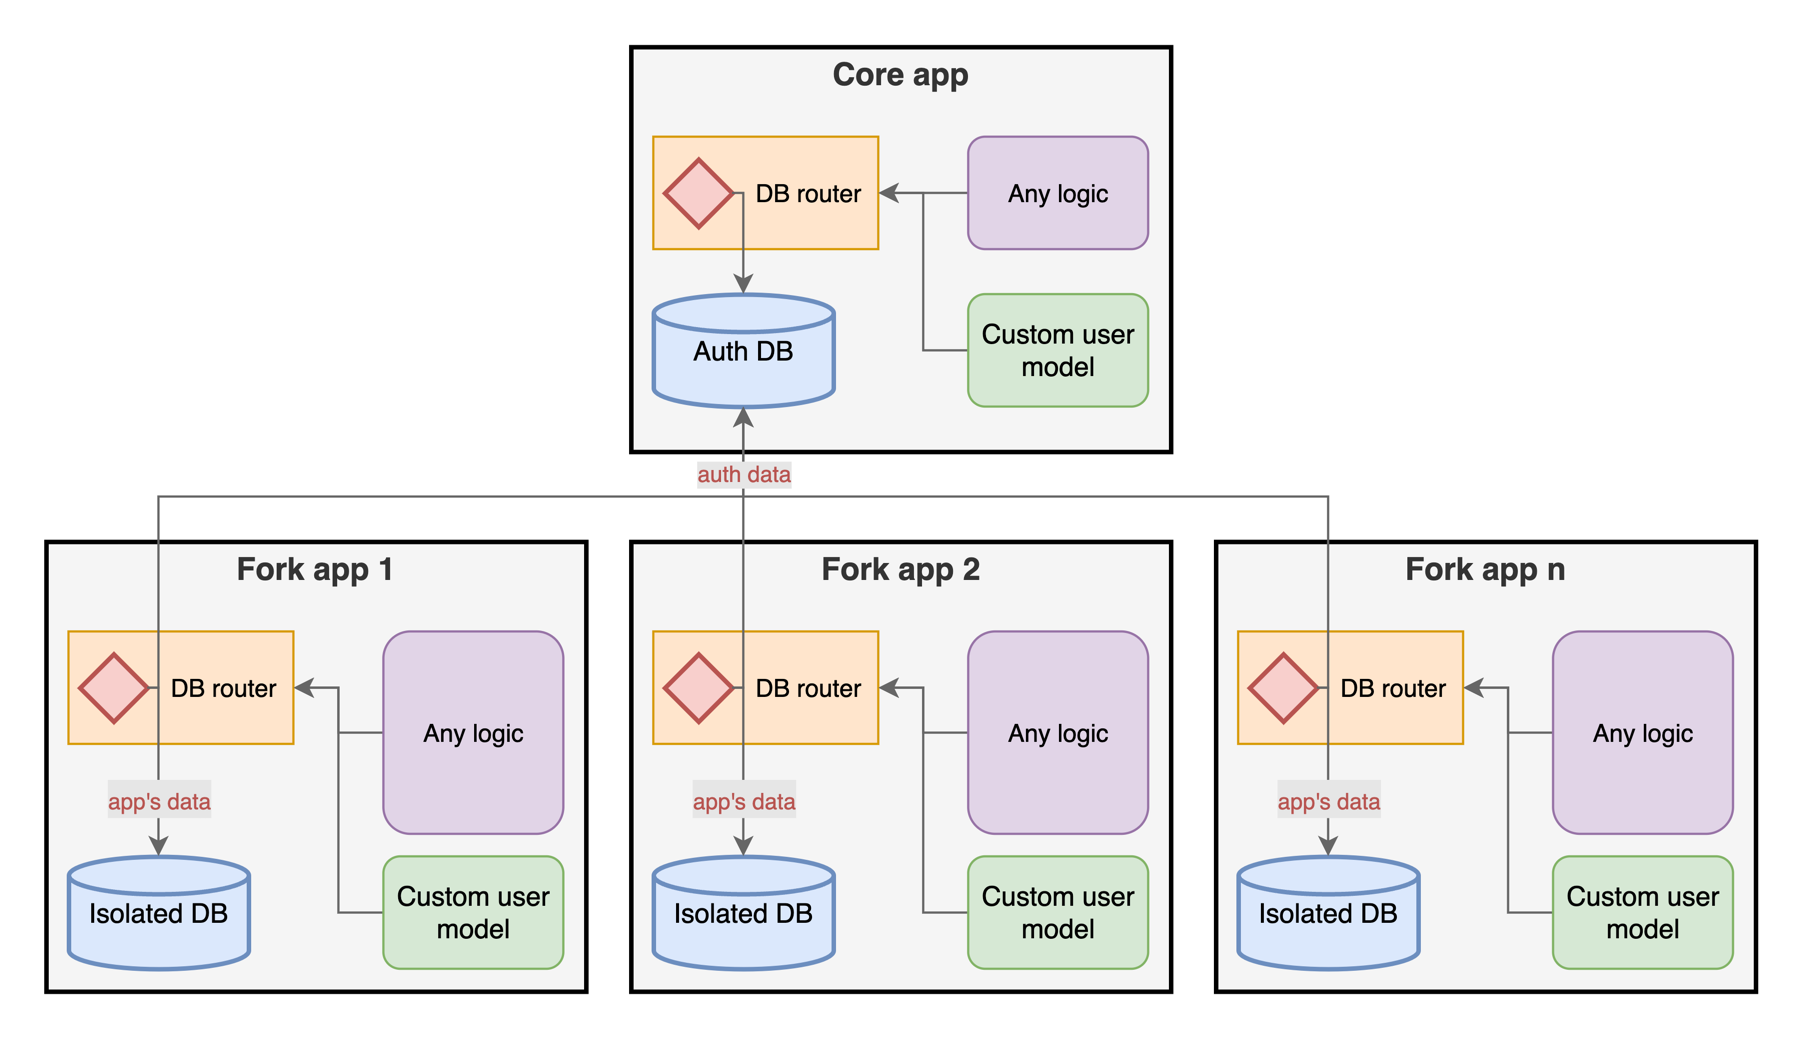 Core app
DB router
Any logic
Auth DB
Custom user
model
auth data
Fork app 1
DB router
Any logic
app's data
Isolated DB
Custom user
model
Fork app 2
DB router
Any logic
app's data
Isolated DB
Custom user
model
Fork app n
DB router
Any logic
app's data
Isolated DB
Custom user
model